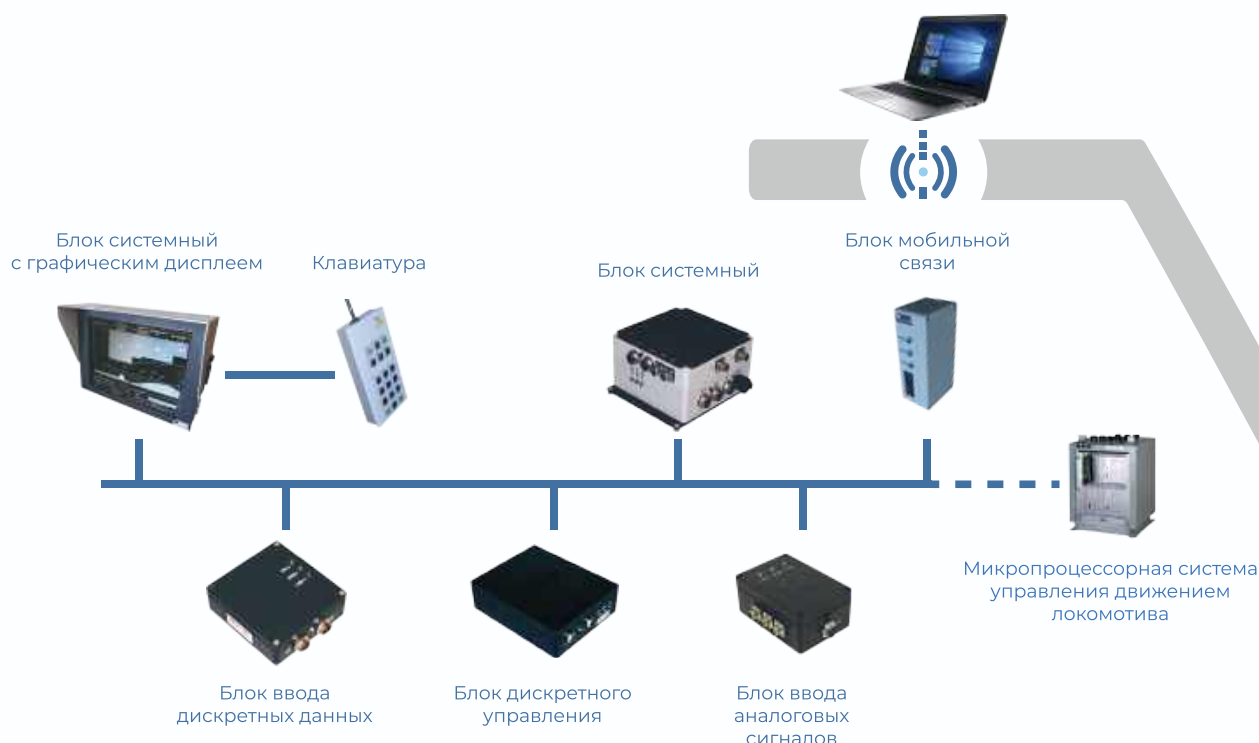 Блок системный
с графическим дисплеем
Клавиатура
Блок системный
Блок мобильной
связи
Микропроцессорная система
управления движением
локомотива
Блок ввода
дискретных данных
Блок дискретного
управления
Блок ввода
аналоговых
сигналов